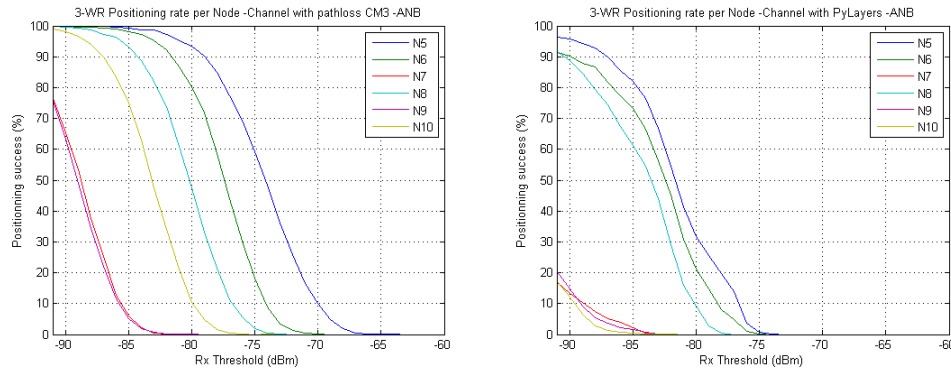 3-WR Positioning rate per Node -Channel with pathloss CM3 -ANB
Positionning success (%)
100
90
80
70
60
50
40
30
20
10
0
-90
-85
-80
-75
-70
-65
-60
Rx Threshold (dBm)
N5
N6
N7
N8
N9
N10
3-WR Positioning rate per Node -Channel with PyLayers -ANB
Positionning success (%)
100
90
80
70
60
50
40
30
20
10
0
-90
-85
-80
-75
-70
-65
-60
Rx Threshold (dBm)
N5
N6
N7
N8
N9
N10